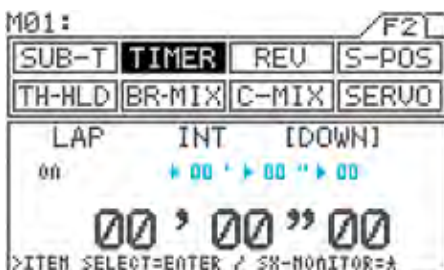 M01: F2
SUB-T TIMER REV S-POS
TH-HLD BR-MIX C-MIX SERVO
LAP INT [DOWN]
00 ▶00 ' ▶00 " ▶00
00 ' 00 " 00
>ITEM SELECT=ENTER / SX-MONITOR=